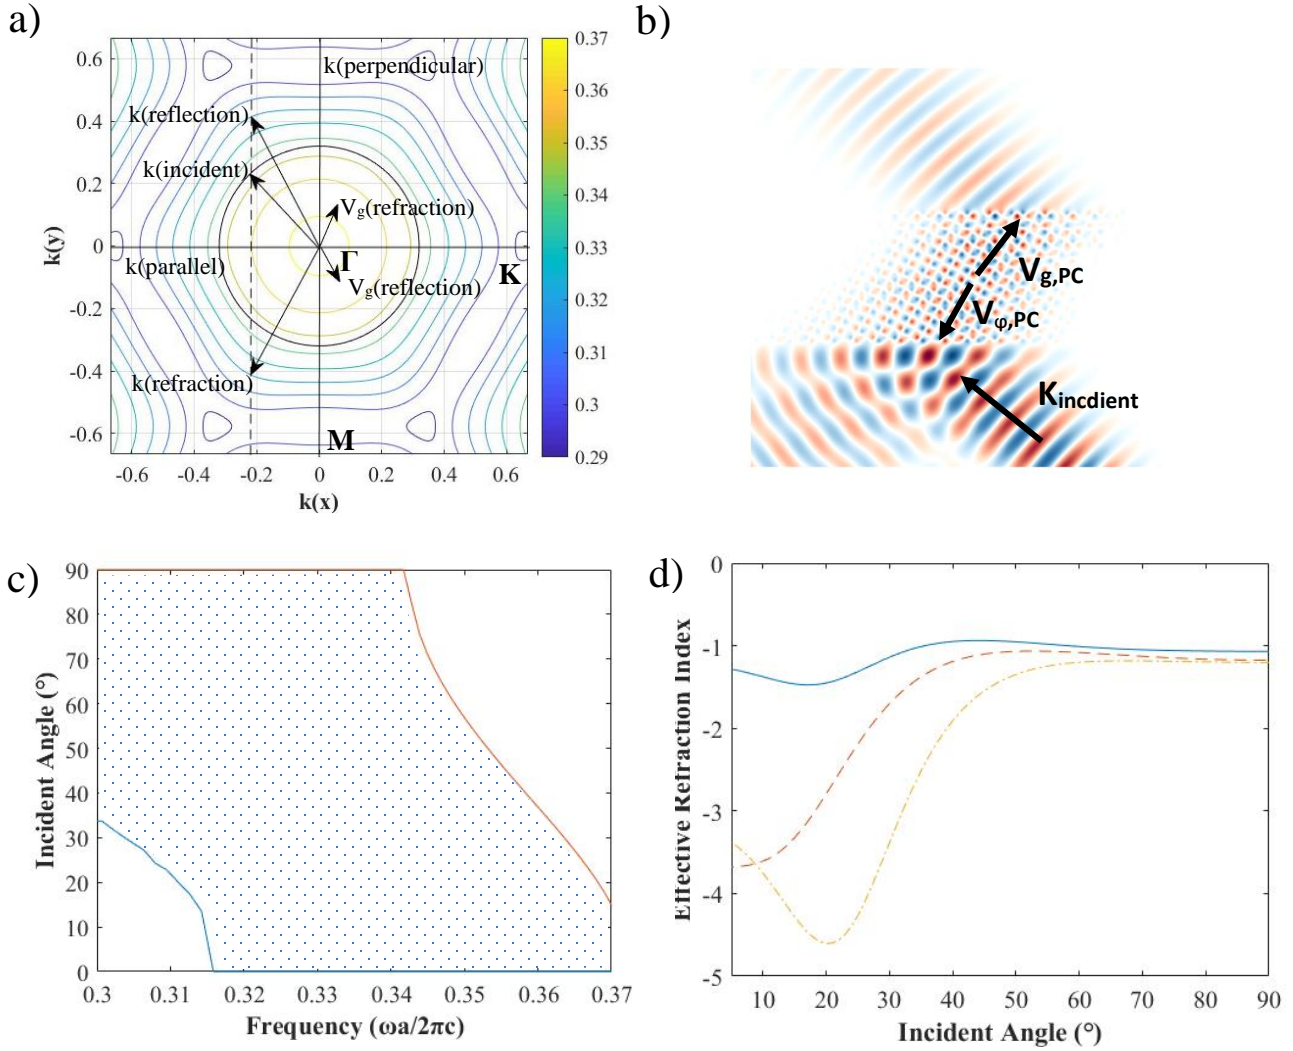 a)
0.6
0.4
0.2
0
-0.2
-0.4
-0.6
k(y)
-0.6
-0.4
-0.2
0
0.2
0.4
0.6
k(x)
k(perpendicular)
k(reflection)
k(incident)
Vg(refraction)
Γ
k(parallel)
K
Vg(reflection)
k(refraction)
M
0.37
0.36
0.35
0.34
0.33
0.32
0.31
0.3
0.29
b)
Vg,PC
Vφ,PC
Kincdient
c)
90
80
70
60
50
40
30
20
10
0
Incident Angle (°)
0.3
0.31
0.32
0.33
0.34
0.35
0.36
0.37
Frequency (ωa/2πc)
d)
0
-1
-2
-3
-4
-5
Effective Refraction Index
10
20
30
40
50
60
70
80
90
Incident Angle (°)